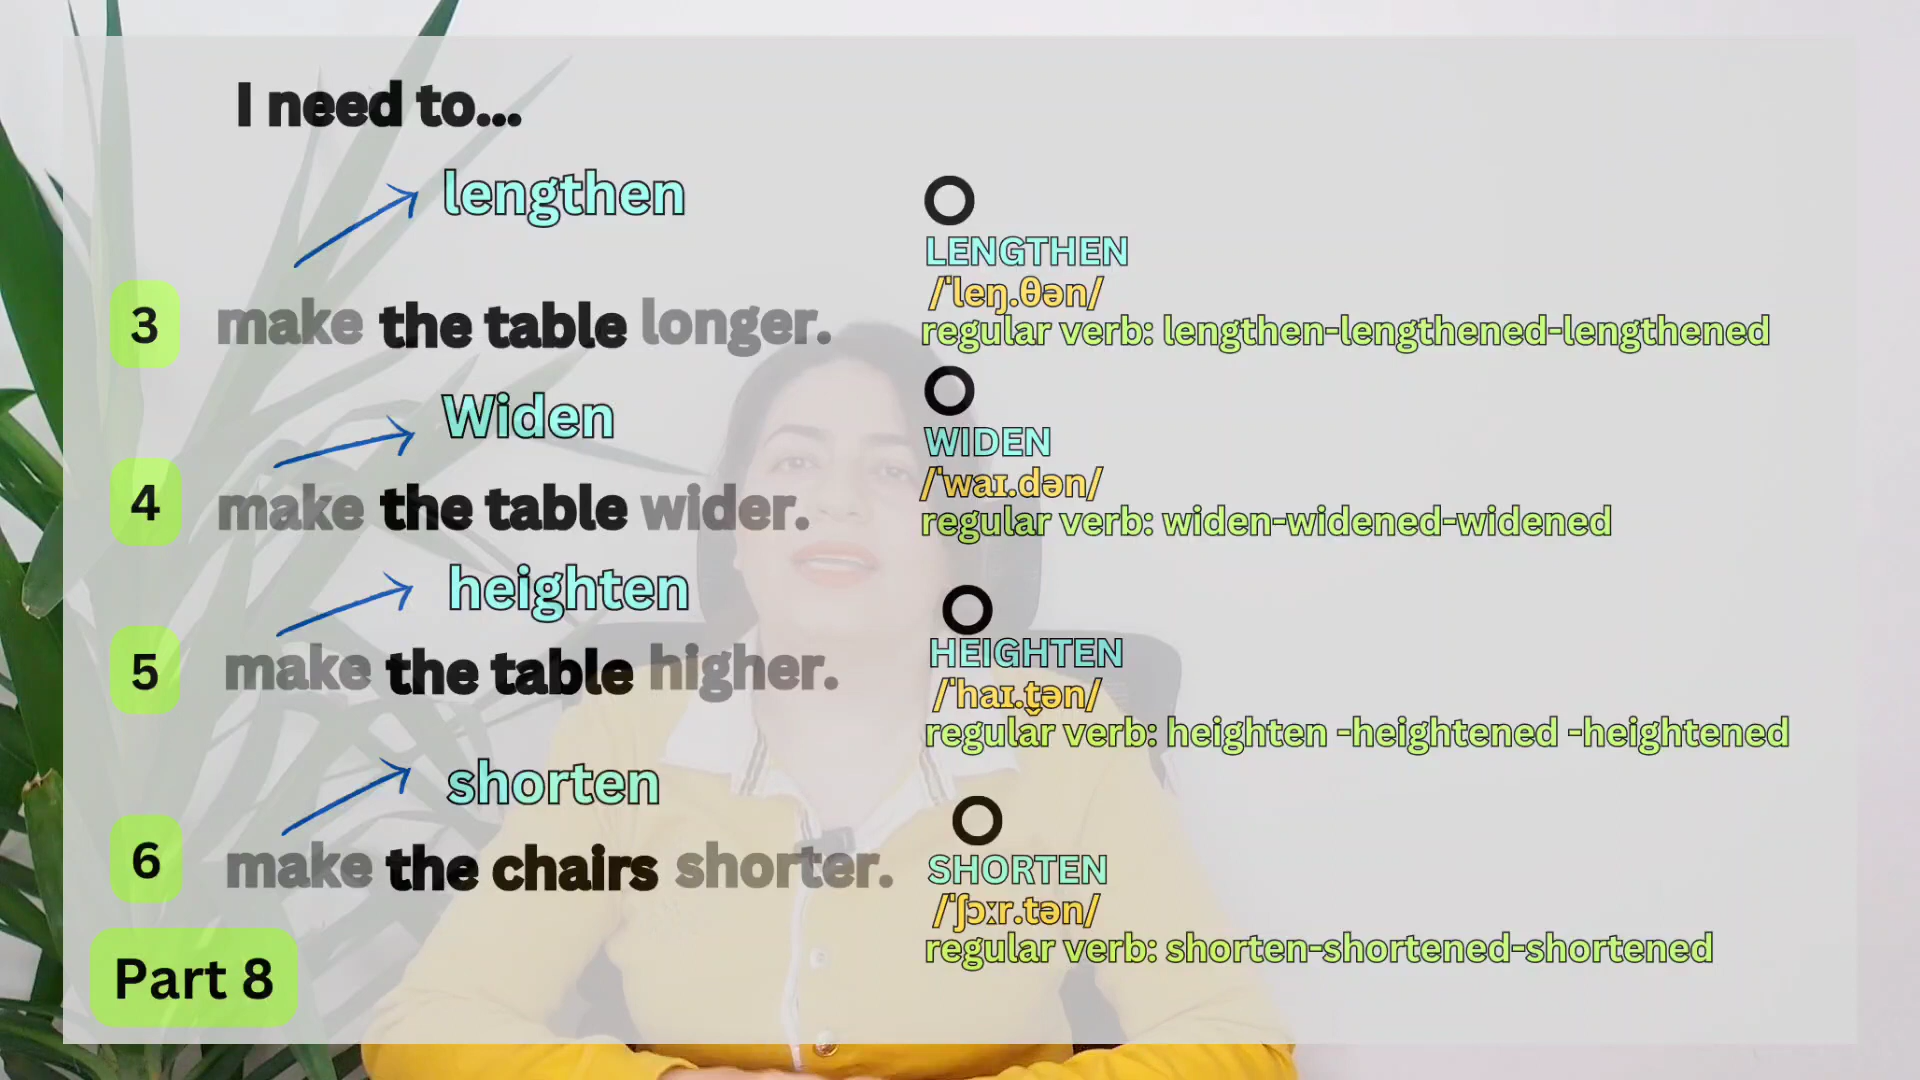 I need to...
lengthen
3 make the table longer.
Widen
4 make the table wider.
heighten
5 make the table higher.
shorten
6 make the chairs shorter.
Part 8
LENGTHEN
/ˈleŋ.θən/
regular verb: lengthen-lengthened-lengthened
WIDEN
/ˈwaɪ.dən/
regular verb: widen-widened-widened
HEIGHTEN
/ˈhaɪ.t̬ən/
regular verb: heighten -heightened -heightened
SHORTEN
/ˈʃɔːr.tən/
regular verb: shorten-shortened-shortened